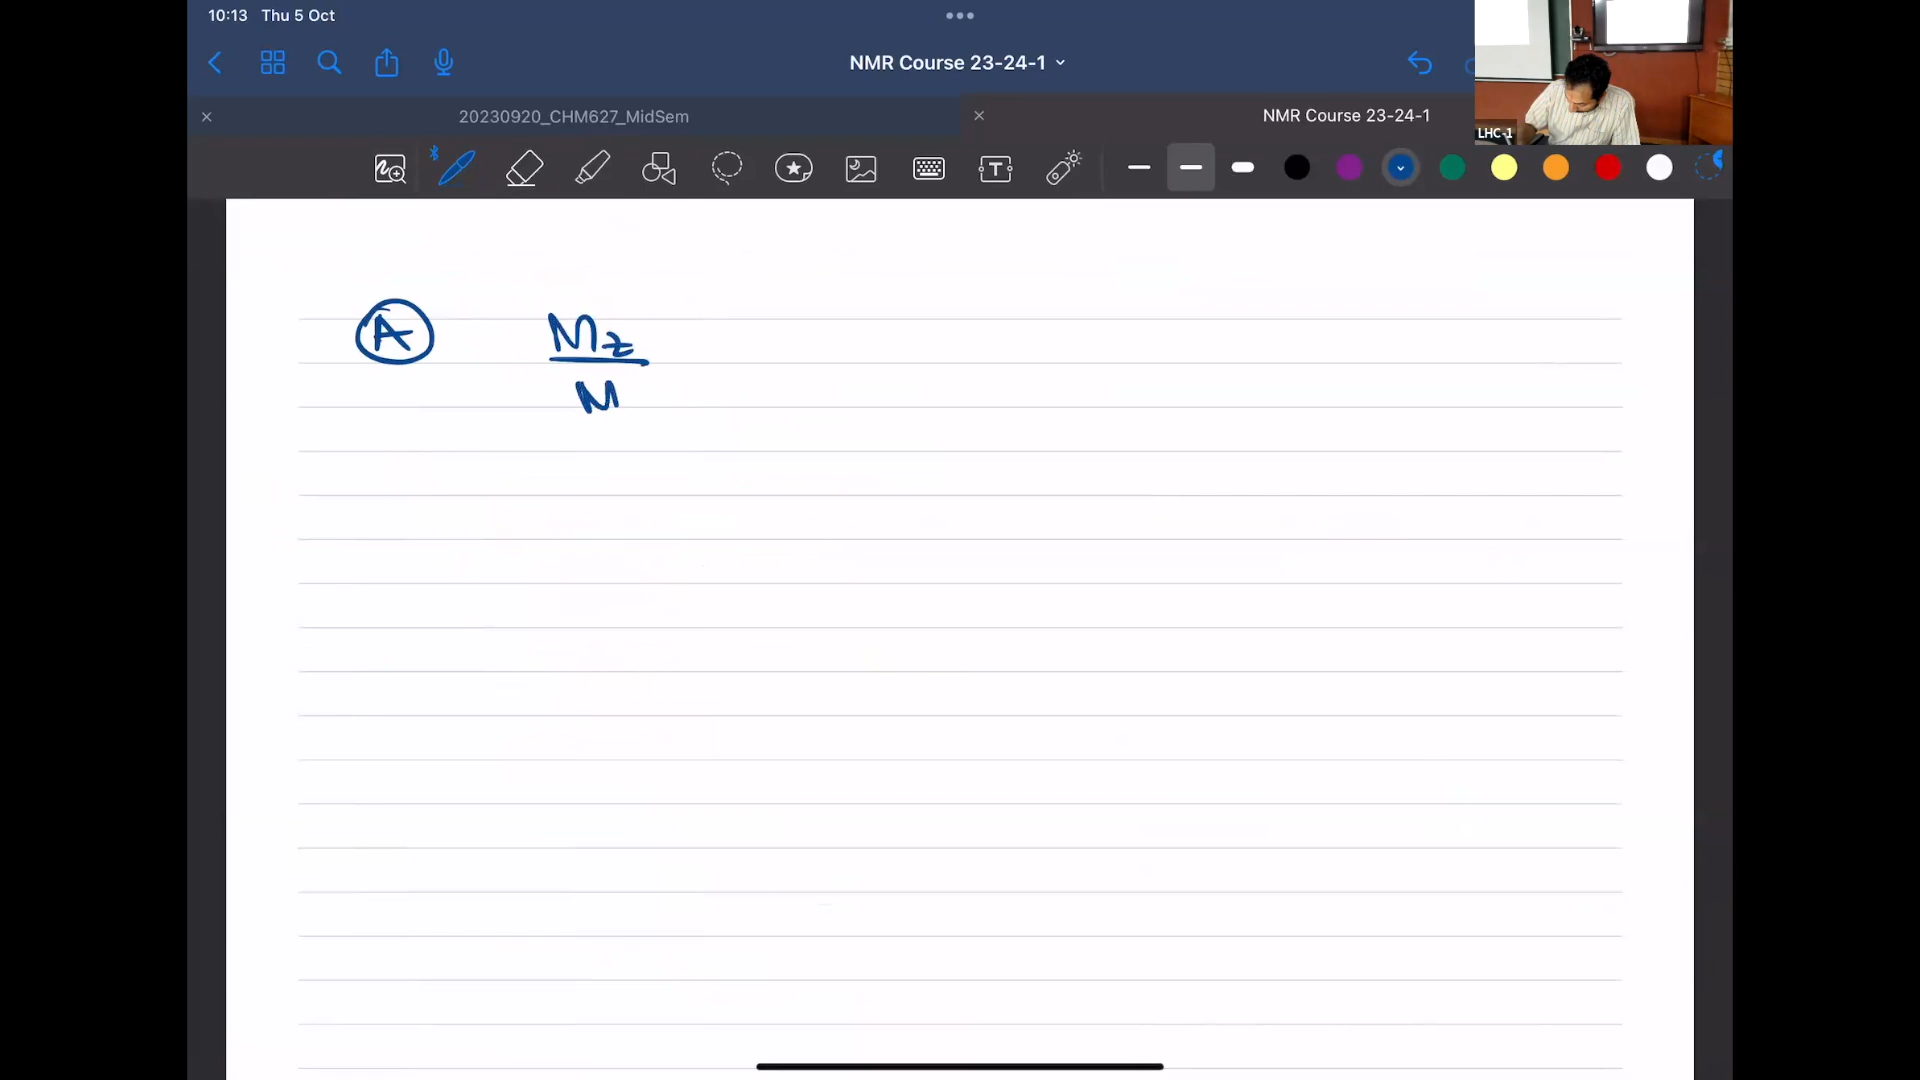 10:13 Thu 5 Oct
NMR Course 23-24-1
20230920_CHM627_MidSem
NMR Course 23-24-1
LHC-1
T
A
Mz
M